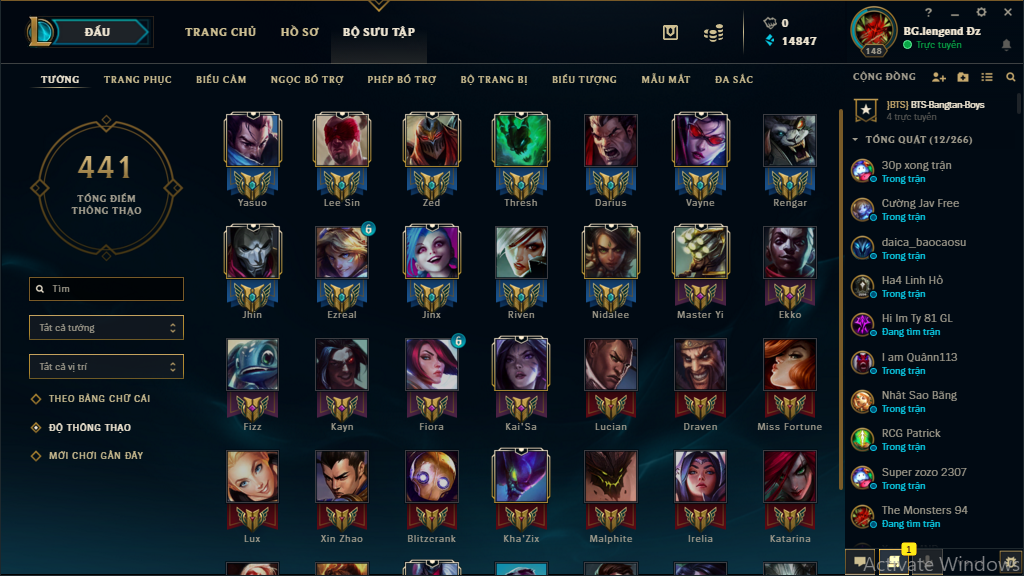 ĐẤU
TRANG CHỦ
HỒ SƠ
BỘ SƯU TẬP
0
14847
148
BG.lengend Đz
Trực tuyến
TƯỚNG
TRANG PHỤC
BIỂU CẢM
NGỌC BỔ TRỢ
PHÉP BỔ TRỢ
BỘ TRANG BỊ
BIỂU TƯỢNG
MẪU MẮT
ĐA SẮC
441
TỔNG ĐIỂM
THÔNG THẠO
Tìm
Tất cả tướng
Tất cả vị trí
THEO BẢNG CHỮ CÁI
ĐỘ THÔNG THẠO
MỚI CHƠI GẦN ĐÂY
Yasuo
Lee Sin
Zed
Thresh
Darius
Vayne
Rengar
6
Jhin
Ezreal
Jinx
Riven
Nidalee
Master Yi
Ekko
6
Fizz
Kayn
Fiora
Kai'Sa
Lucian
Draven
Miss Fortune
Lux
Xin Zhao
Blitzcrank
Kha'Zix
Malphite
Irelia
Katarina
CỘNG ĐỒNG
]BTS] BTS-Bangtan-Boys
4 trực tuyến
TỔNG QUÁT (12/266)
30p xong trận
Trong trận
Cường Jav Free
Trong trận
daica_baocaosu
Trong trận
Ha4 Linh Hồ
Trong trận
Hi Im Ty 81 GL
Đang tìm trận
I am Quânn113
Trong trận
Nhât Sao Băng
Trong trận
RCG Patrick
Trong trận
Super zozo 2307
Trong trận
The Monsters 94
Đang tìm trận
1
Activate Windows